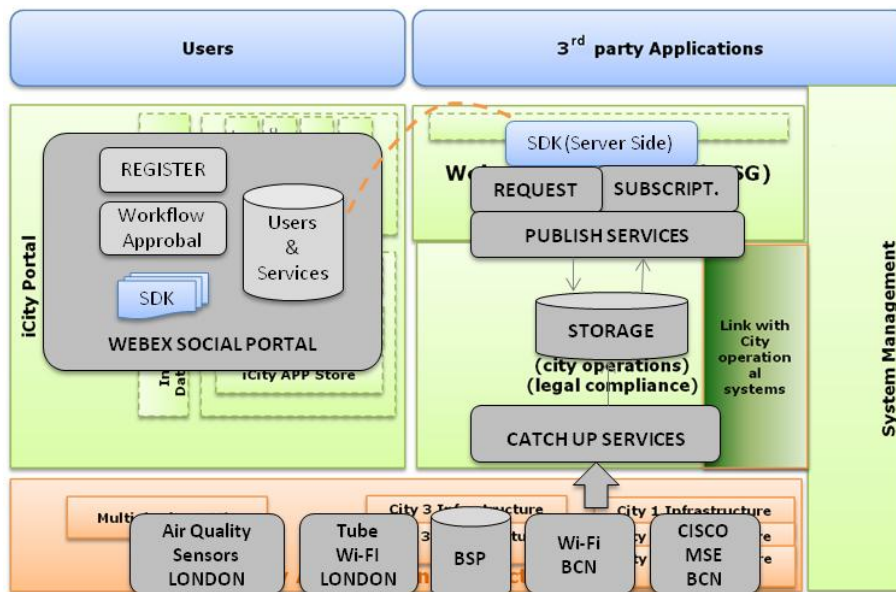 Users
3rd party Applications
iCity Portal
REGISTER
Workflow
Approbal
SDK
Users
&
Services
WEBEX SOCIAL PORTAL
iCity APP Store
SDK (Server Side)
SG)
REQUEST
SUBSCRIPT.
PUBLISH SERVICES
STORAGE
(city operations)
(legal compliance)
CATCH UP SERVICES
Link with
City
operation
al
systems
System Management
City 3 Infrastructure
City 1 Infrastructure
Air Quality
Sensors
LONDON
Tube
Wi-FI
LONDON
BSP
Wi-Fi
BCN
CISCO
MSE
BCN